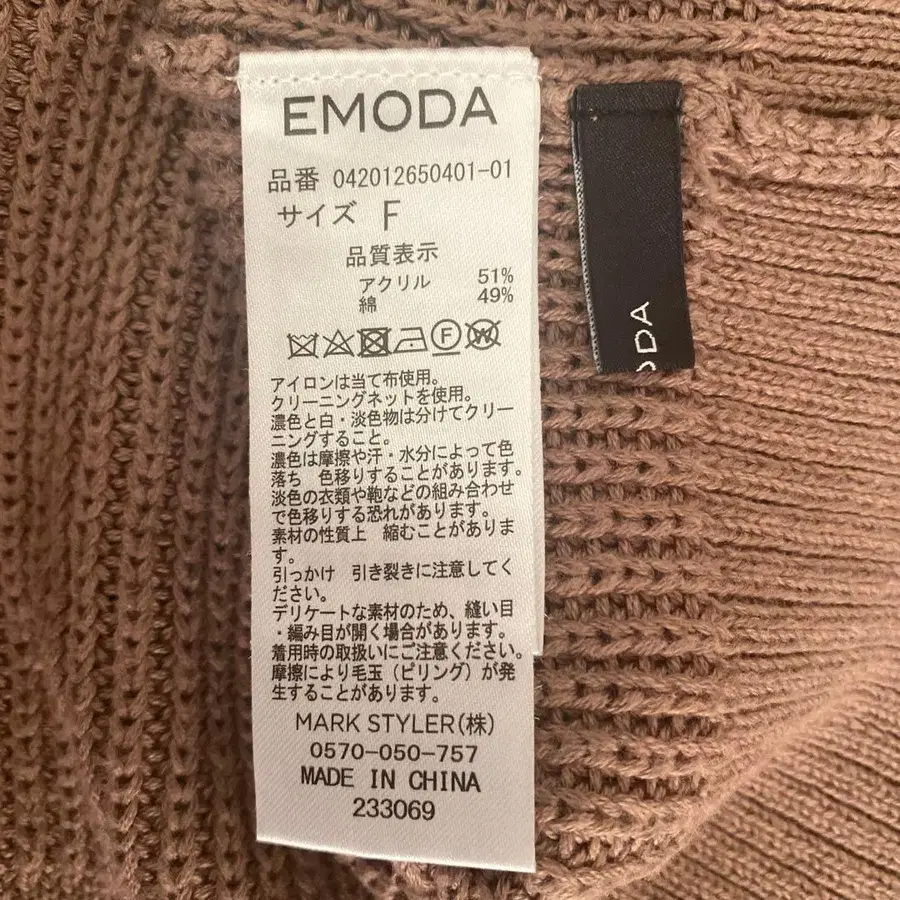 EMODA
品番 042012650401-01
サイズ F
品質表示
アクリル 51%
綿 49%
F
W
アイロンは当て布使用。
クリーニングネットを使用。
濃色と白・淡色物は分けてクリー
ニングすること。
濃色は摩擦や汗・水分によって色
落ち 色移りすることがあります。
淡色の衣類や鞄などの組み合わせ
で色移りする恐れがあります。
素材の性質上 縮むことがありま
す。
引っかけ 引き裂きに注意してく
ださい。
デリケートな素材のため、縫い目
・編み目が開く場合があります。
着用時の取扱いにご注意ください。
摩擦により毛玉(ピリング)が発
生することがあります。
MARK STYLER(株)
0570-050-757
MADE IN CHINA
233069
ODA